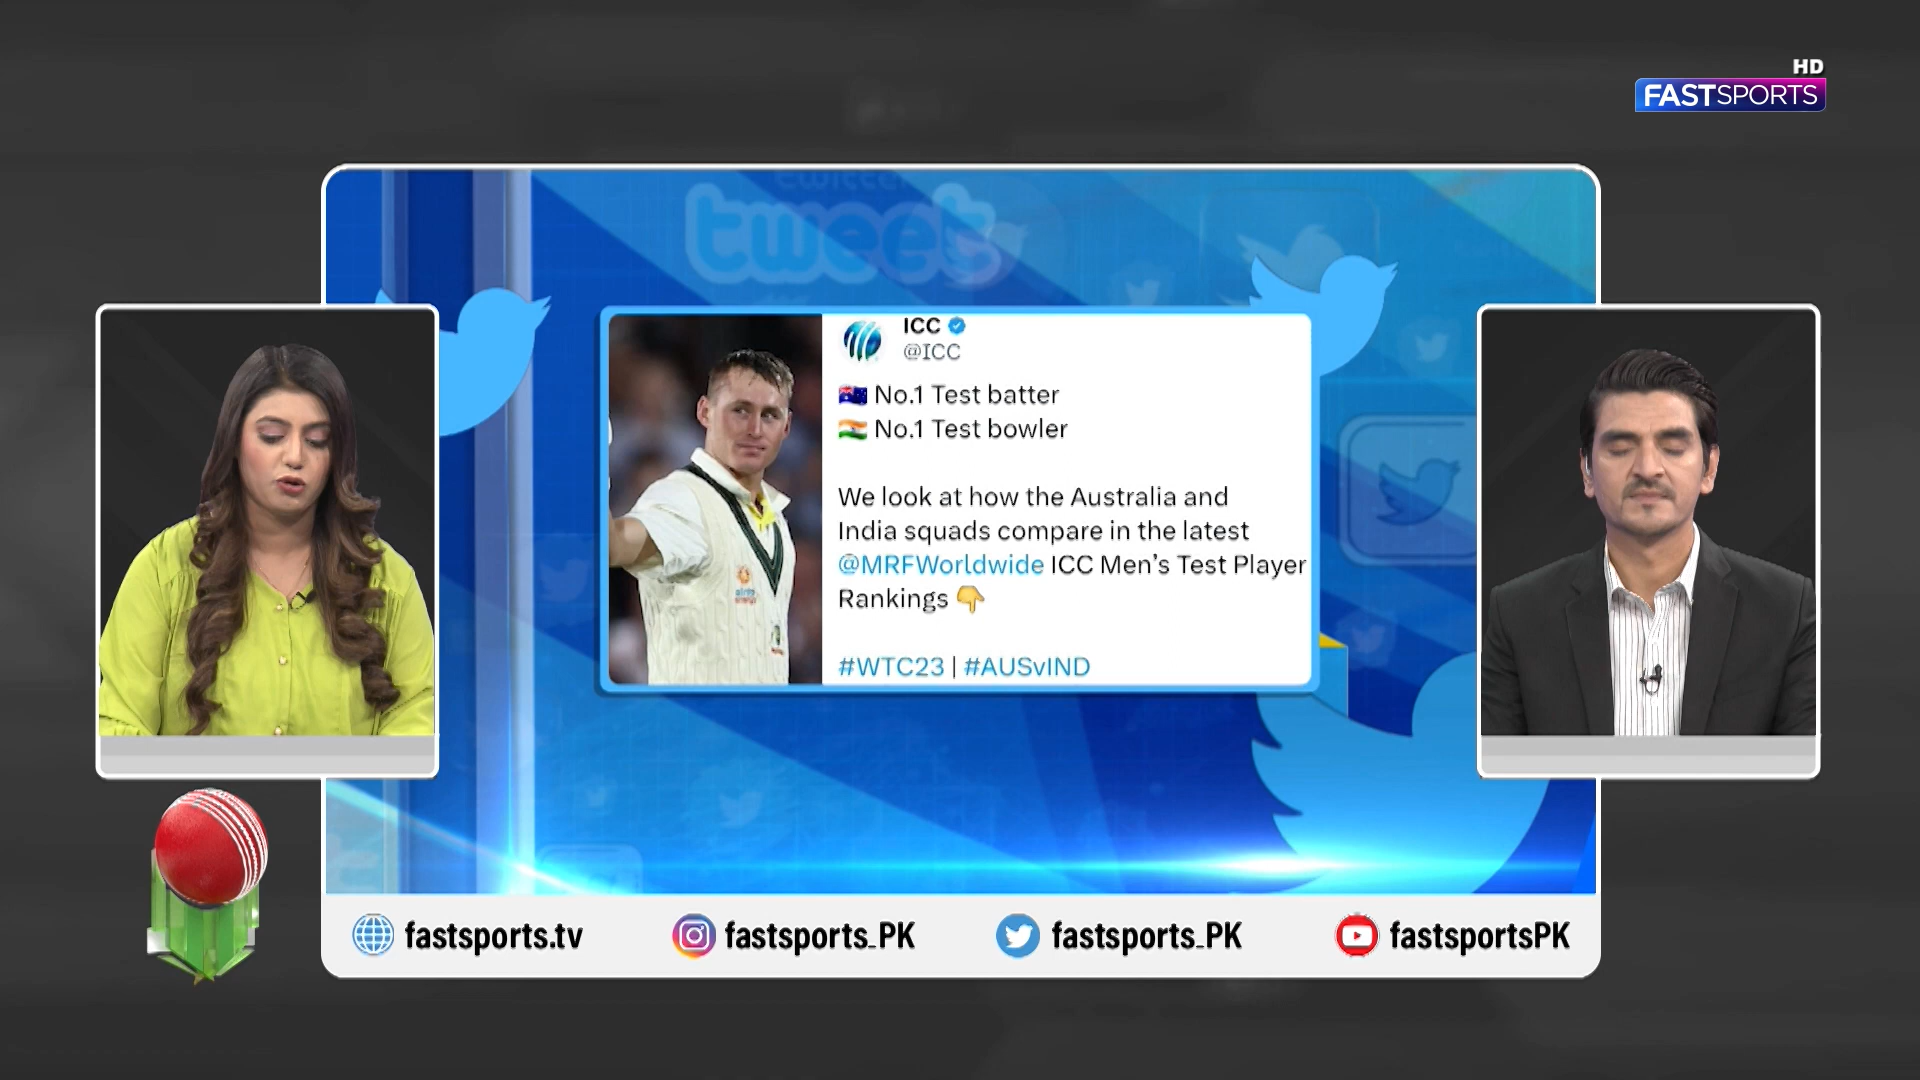 HD
FASTSPORTS
twitter
tweet
ICC
@ICC
🇦🇺 No.1 Test batter
🇮🇳 No.1 Test bowler
We look at how the Australia and
India squads compare in the latest
@MRFWorldwide ICC Men's Test Player
Rankings 👇
#WTC23 | #AUSvIND
fastsports.tv
fastsports_PK
fastsports_PK
fastsportsPK